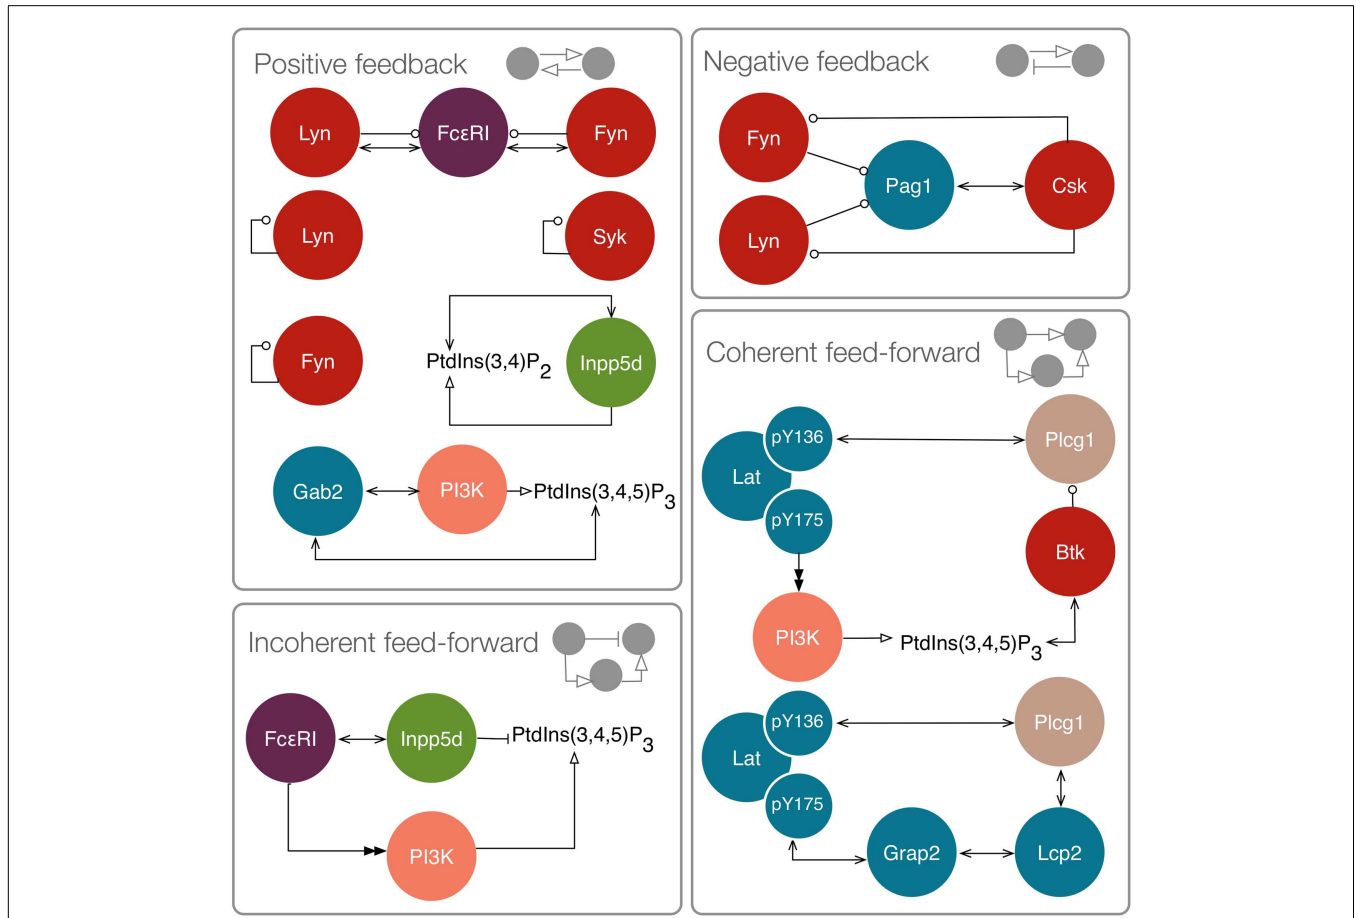 Positive feedback
Lyn
FcεRI
Fyn
Lyn
Syk
Fyn
PtdIns(3,4)P2
Inpp5d
Gab2
PI3K
PtdIns(3,4,5)P3
Negative feedback
Fyn
Pag1
Csk
Lyn
Incoherent feed-forward
FcεRI
Inpp5d
PtdIns(3,4,5)P3
PI3K
Coherent feed-forward
pY136
Plcg1
Lat
pY175
Btk
PI3K
PtdIns(3,4,5)P3
pY136
Plcg1
Lat
pY175
Grap2
Lcp2